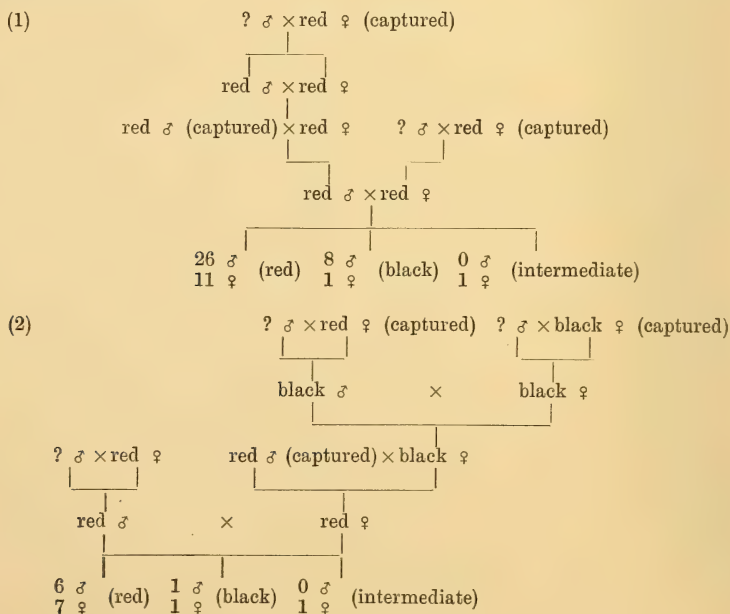 (1)
? ♂ × red ♀ (captured)
red ♂ × red ♀
red ♂ (captured) × red ♀ ? ♂ × red ♀ (captured)
red ♂ × red ♀
26 ♂ (red) 8 ♂ (black) 0 ♂ (intermediate)
11 ♀ 1 ♀ 1 ♀
(2)
? ♂ × red ♀ (captured) ? ♂ × black ♀ (captured)
black ♂ × black ♀
? ♂ × red ♀ red ♂ (captured) × black ♀
red ♂ × red ♀
6 ♂ (red) 1 ♂ (black) 0 ♂ (intermediate)
7 ♀ 1 ♀ 1 ♀